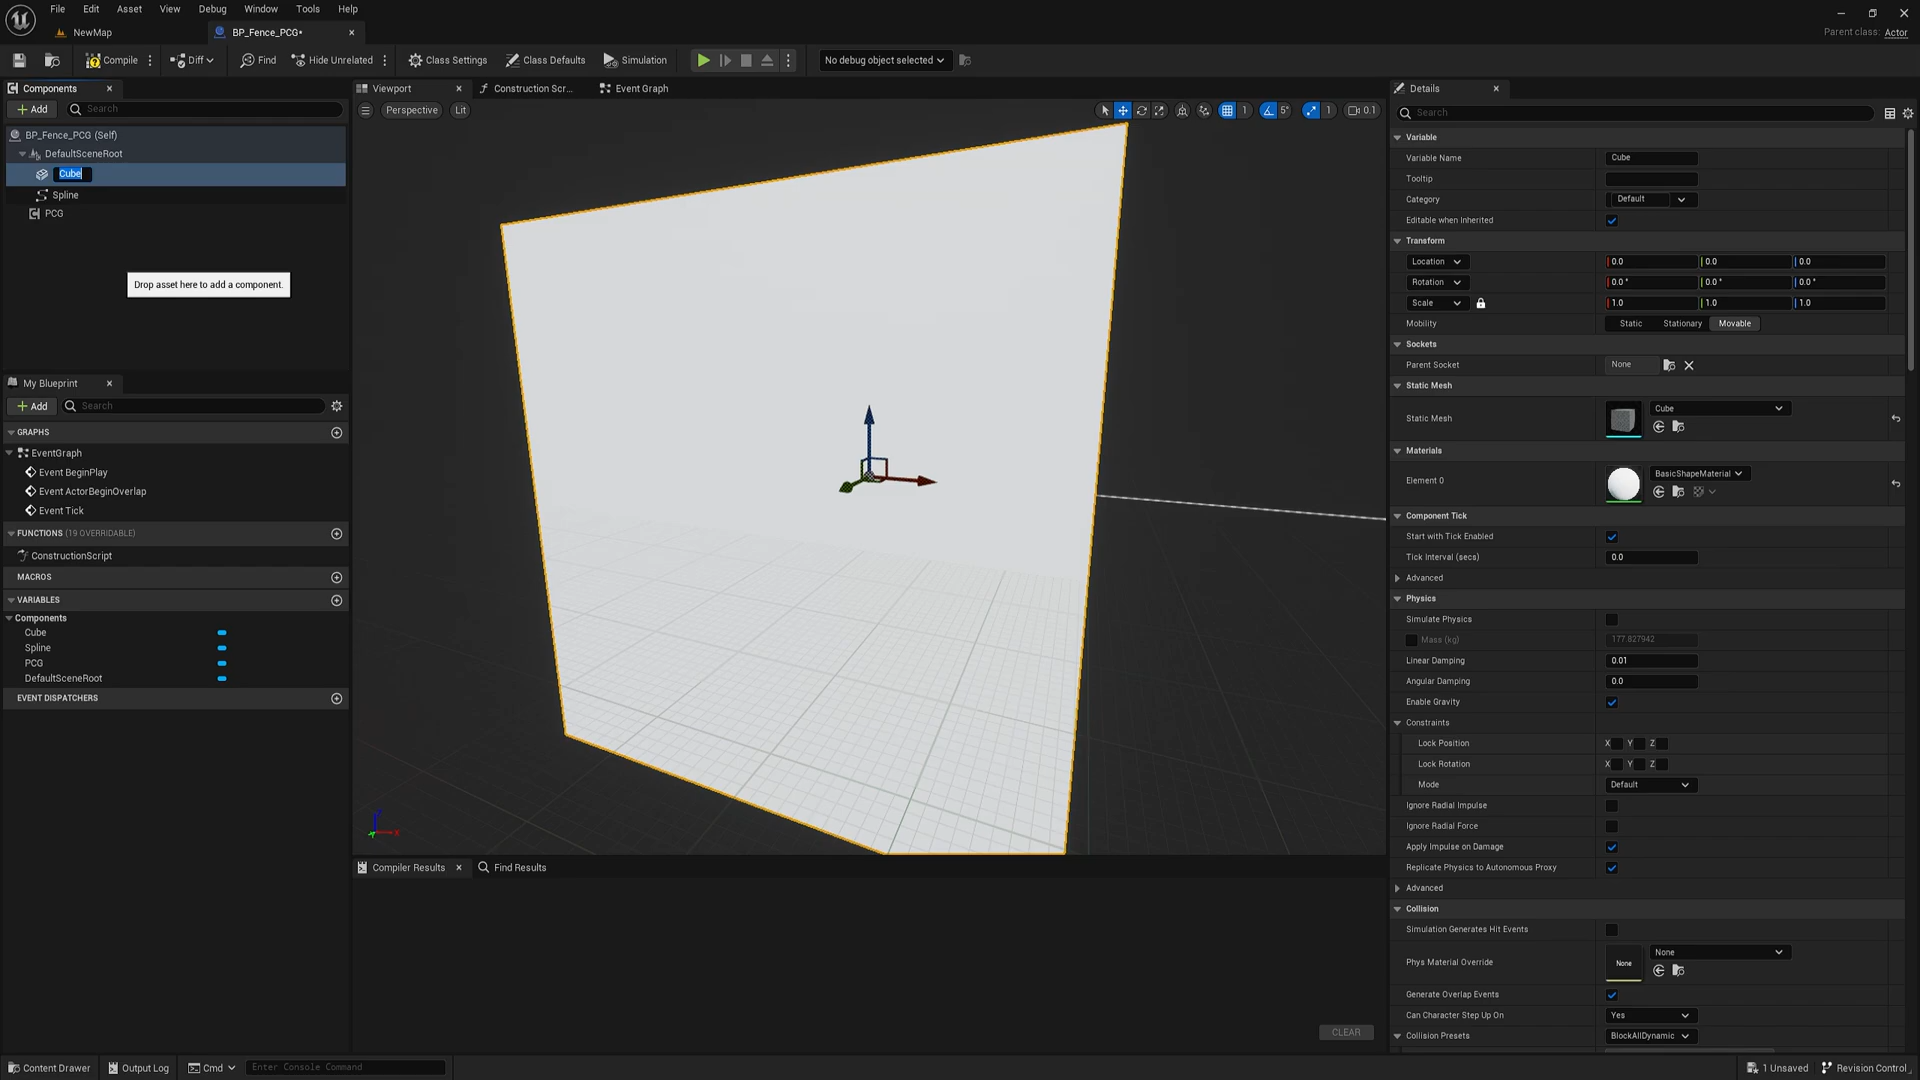 File Edit Asset View Debug Window Tools Help
NewMap BP_Fence_PCG•
Parent class: Actor
Compile Diff Find Hide Unrelated Class Settings Class Defaults Simulation No debug object selected
Components
Add Search
BP_Fence_PCG (Self)
DefaultSceneRoot
Cube
Spline
PCG
Drop asset here to add a component.
My Blueprint
Add Search
GRAPHS
EventGraph
Event BeginPlay
Event ActorBeginOverlap
Event Tick
FUNCTIONS (19 OVERRIDABLE)
ConstructionScript
MACROS
VARIABLES
Components
Cube
Spline
PCG
DefaultSceneRoot
EVENT DISPATCHERS
Viewport Construction Scr... Event Graph
Perspective Lit 1 5° 1 0.1
Compiler Results Find Results
CLEAR
Details
Search
Variable
Variable Name Cube
Tooltip
Category Default
Editable when Inherited
Transform
Location 0.0 0.0 0.0
Rotation 0.0 ° 0.0 ° 0.0 °
Scale 1.0 1.0 1.0
Mobility Static Stationary Movable
Sockets
Parent Socket None
Static Mesh
Static Mesh Cube
Materials
Element 0 BasicShapeMaterial
Component Tick
Start with Tick Enabled
Tick Interval (secs) 0.0
Advanced
Physics
Simulate Physics
Mass (kg) 177.827942
Linear Damping 0.01
Angular Damping 0.0
Enable Gravity
Constraints
Lock Position X Y Z
Lock Rotation X Y Z
Mode Default
Ignore Radial Impulse
Ignore Radial Force
Apply Impulse on Damage
Replicate Physics to Autonomous Proxy
Advanced
Collision
Simulation Generates Hit Events
Phys Material Override None None
Generate Overlap Events
Can Character Step Up On Yes
Collision Presets BlockAllDynamic
Content Drawer Output Log Cmd Enter Console Command 1 Unsaved Revision Control